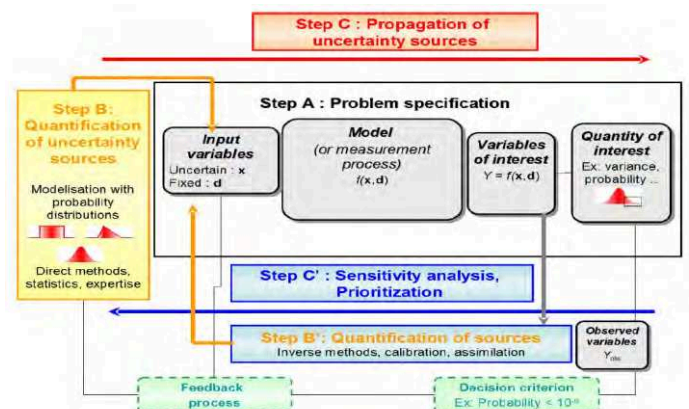 Step C : Propagation of
uncertainty sources
Step B:
Quantification
of uncertainty
sources
Modelisation with
probability
distributions
Direct methods,
statistics, expertise
Step A : Problem specification
Input
variables
Uncertain : x
Fixed : d
Model
(or measurement
process)
f(x,d)
Variables
of interest
Y = f(x,d)
Quantity of
interest
Ex: variance,
probability ...
Step C' : Sensitivity analysis,
Prioritization
Step B': Quantification of sources
Inverse methods, calibration, assimilation
Observed
variables
Yobs
Feedback
process
Decision criterion
Ex: Probability < 10